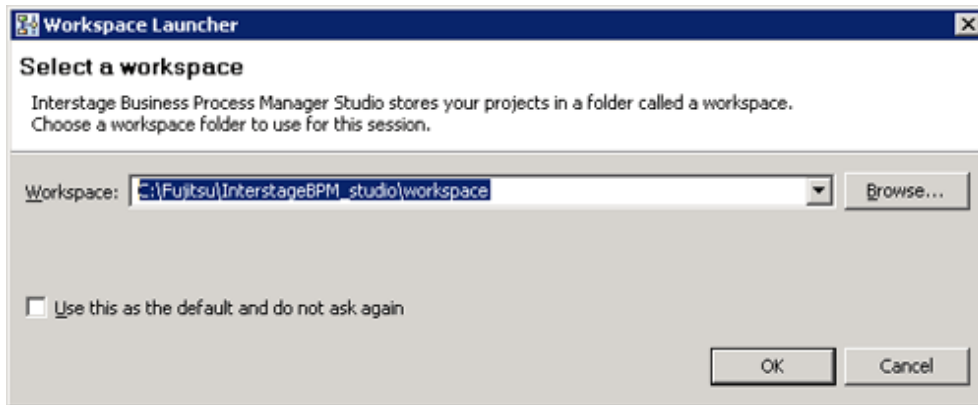 Workspace Launcher
Select a workspace
Interstage Business Process Manager Studio stores your projects in a folder called a workspace.
Choose a workspace folder to use for this session.
Workspace: C:\Fujitsu\InterstageBPM_studio\workspace Browse...
Use this as the default and do not ask again
OK Cancel